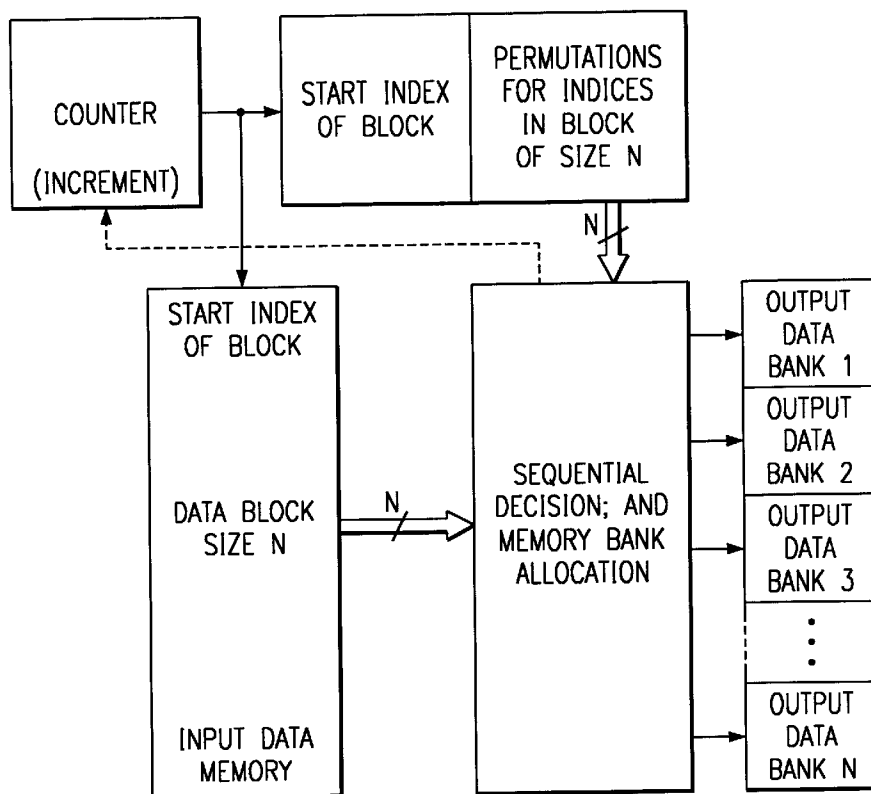 COUNTER
(INCREMENT)
START INDEX
OF BLOCK
PERMUTATIONS
FOR INDICES
IN BLOCK
OF SIZE N
N
START INDEX
OF BLOCK
DATA BLOCK
SIZE N
INPUT DATA
MEMORY
N
SEQUENTIAL
DECISION; AND
MEMORY BANK
ALLOCATION
OUTPUT
DATA
BANK 1
OUTPUT
DATA
BANK 2
OUTPUT
DATA
BANK 3
OUTPUT
DATA
BANK N